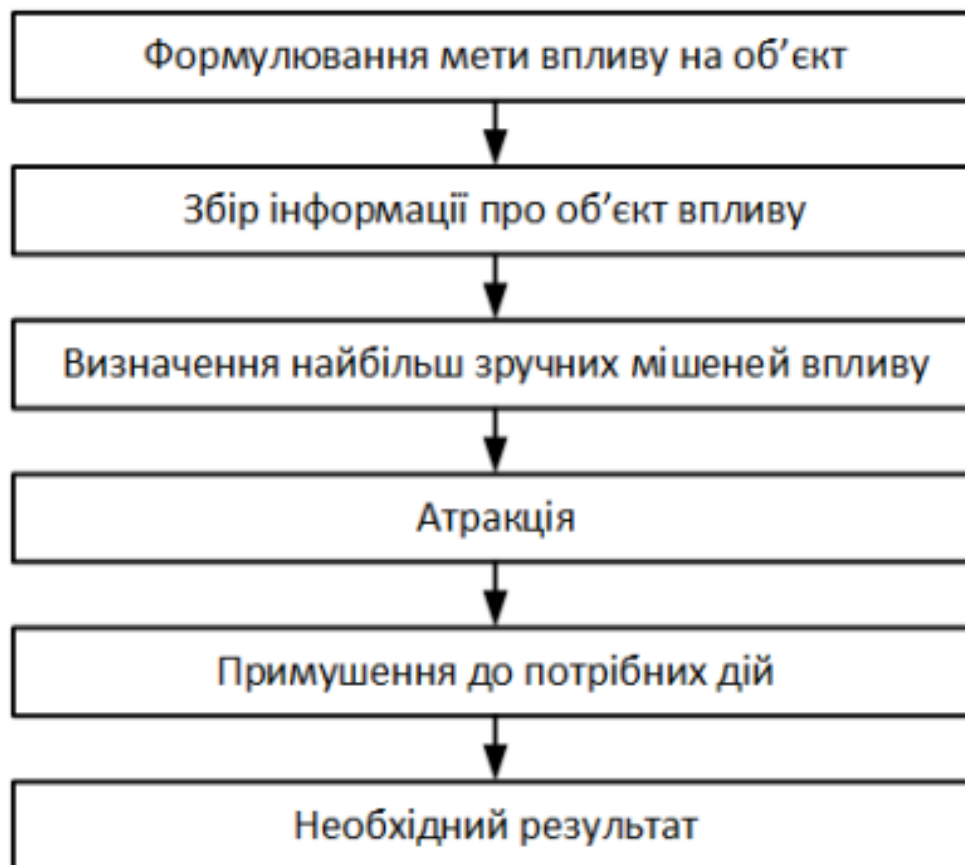 Формулювання мети впливу на об’єкт
Збір інформації про об’єкт впливу
Визначення найбільш зручних мішеней впливу
Атракція
Примушення до потрібних дій
Необхідний результат